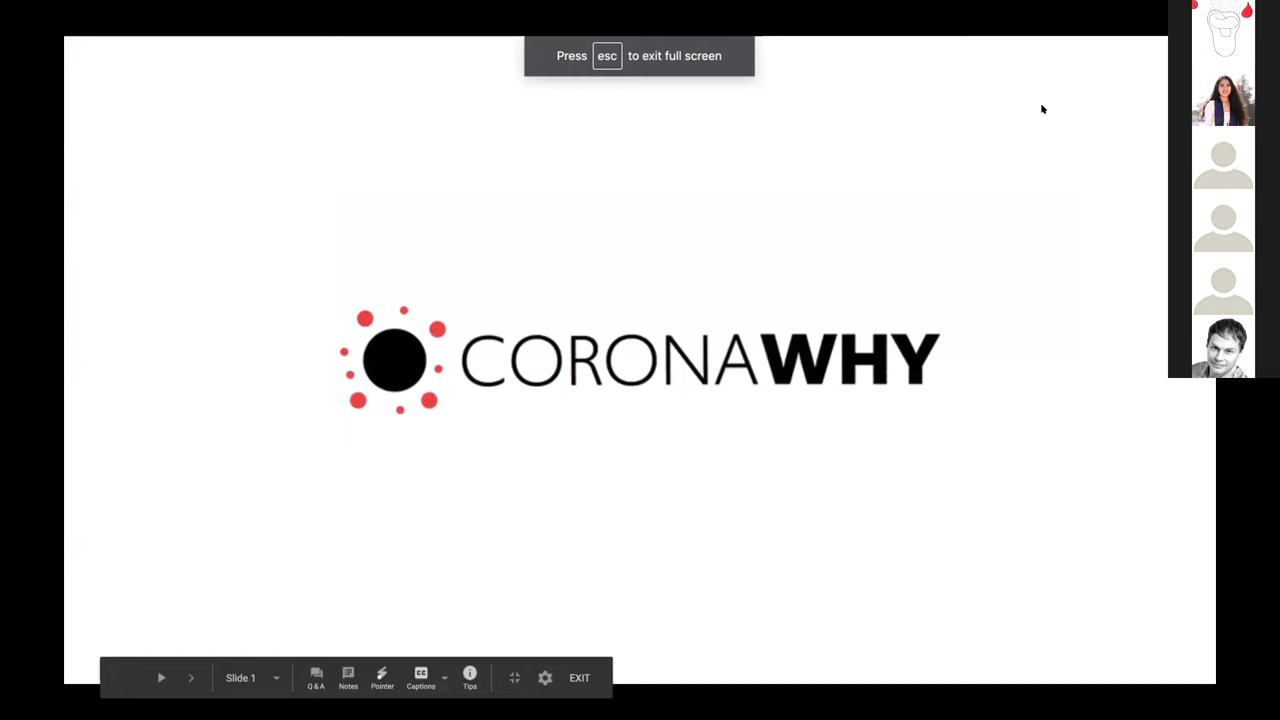 Press esc to exit full screen
CORONAWHY
Slide 1
Q & A
Notes
Pointer
Captions
Tips
EXIT